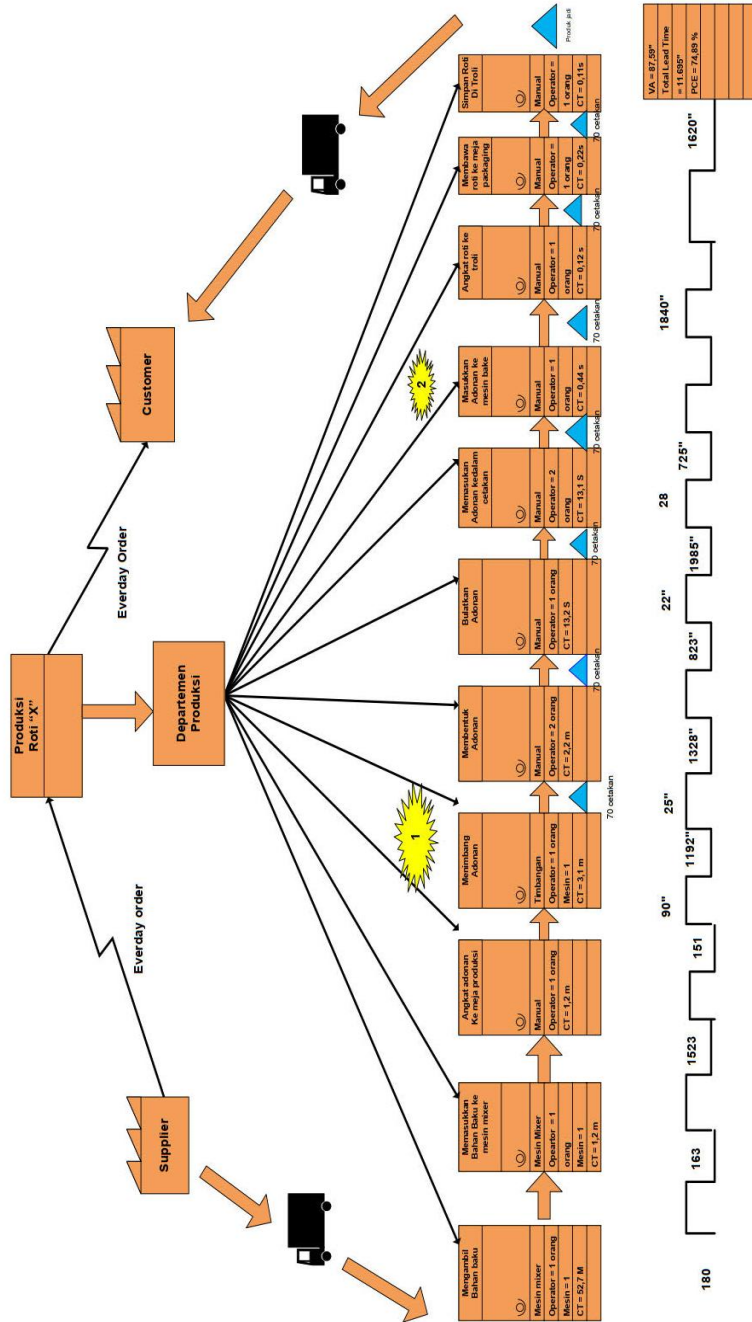 Supplier
Everday order
Produksi
Roti "X"
Everday Order
Customer
Departemen
Produksi
1
2
Mengambil
Bahan baku
Mesin mixer
Operator = 1 orang
Mesin = 1
CT = 52,7 M
Memasukkan
Bahan Baku ke
mesin mixer
Mesin Mixer
Opeartor = 1
orang
Mesin = 1
CT = 1,2 m
Angkat adonan
Ke meja produksi
Manual
Operator = 1 orang
CT = 1,2 m
Menimbang
Adonan
Timbangan
Operator = 1 orang
Mesin = 1
CT = 3,1 m
70 cetakan
Membentuk
Adonan
Manual
Operator = 2 orang
CT = 2,2 m
70 cetakan
Bulatkan
Adonan
Manual
Operator = 1 orang
CT = 13,2 S
70 cetakan
Memasukan
Adonan kedalam
cetakan
Manual
Operator = 2
orang
CT = 13,1 S
70 cetakan
Masukkan
Adonan ke
mesin bake
Manual
Operator = 1
orang
CT = 0,44 s
70 cetakan
Angkat roti ke
troli
Manual
Operator = 1
orang
CT = 0,12 s
70 cetakan
Membawa
roti ke meja
packaging
Manual
Operator =
1 orang
CT = 0,22s
70 cetakan
Simpan Roti
Di Troli
Manual
Operator =
1 orang
CT = 0,11s
Produk jadi
180
163
1523
151
90"
1192"
25"
1328"
823"
22"
1985"
28
725"
1840"
1620"
VA = 87,59"
Total Lead Time
= 11.695"
PCE = 74,89 %